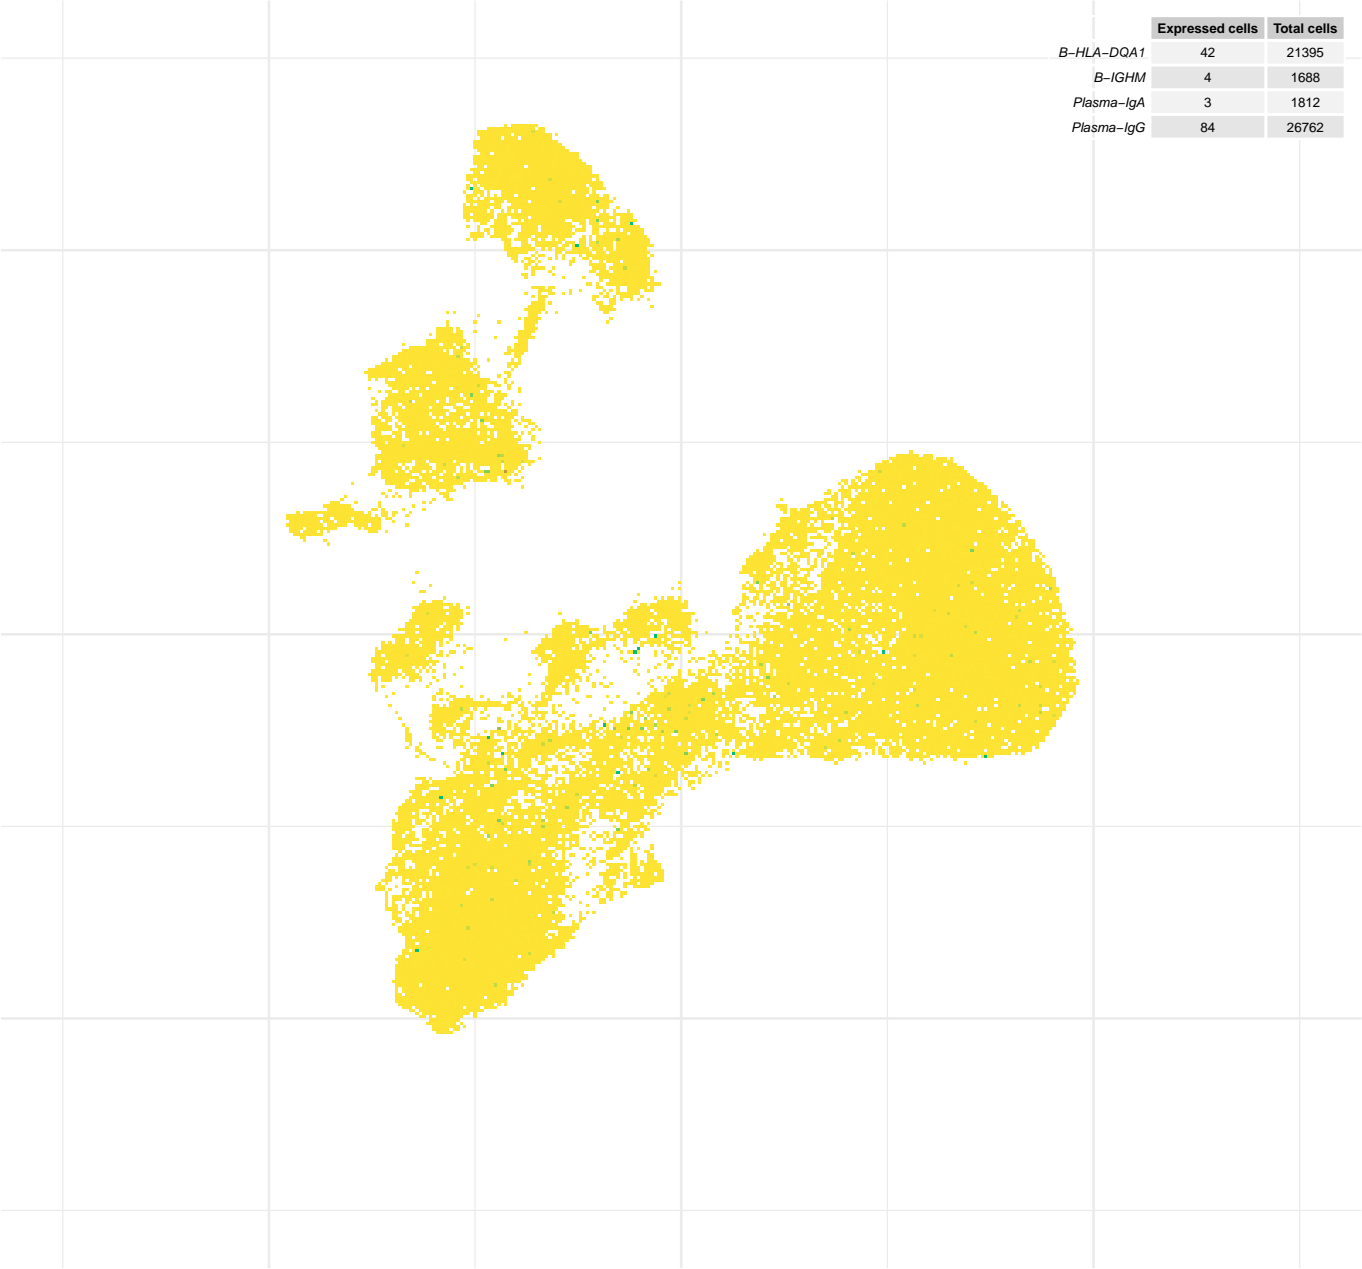 Expressed cells Total cells
B−HLA−DQA1 42 21395
B−IGHM 4 1688
Plasma−IgA 3 1812
Plasma−IgG 84 26762